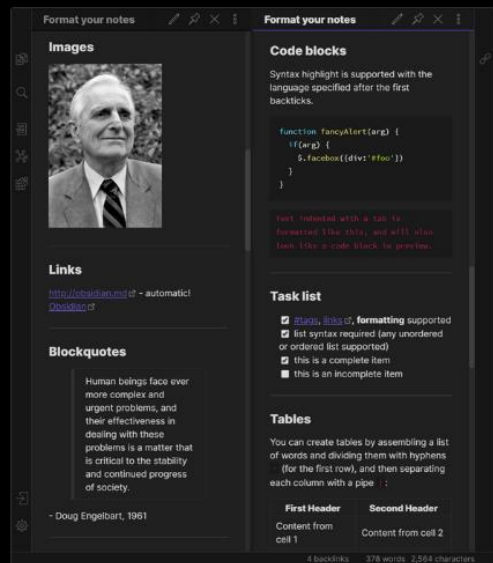 Format your notes
Images
Links
http://obsidian.md - automatic!
Obsidian
Blockquotes
Human beings face ever
more complex and
urgent problems, and
their effectiveness in
dealing with these
problems is a matter that
is critical to the stability
and continued progress
of society.
- Doug Engelbart, 1961
Format your notes
Code blocks
Syntax highlight is supported with the
language specified after the first
backticks.
function fancyAlert(arg) {
if(arg) {
$.facebox({div:'#foo'})
}
}
Text indented with a tab is
formatted like this, and will also
look like a code block in preview.
Task list
#tags, links, formatting supported
list syntax required (any unordered
or ordered list supported)
this is a complete item
this is an incomplete item
Tables
You can create tables by assembling a list
of words and dividing them with hyphens
- (for the first row), and then separating
each column with a pipe | :
First Header Second Header
Content from
cell 1
Content from cell 2
4 backlinks 378 words 2,564 characters